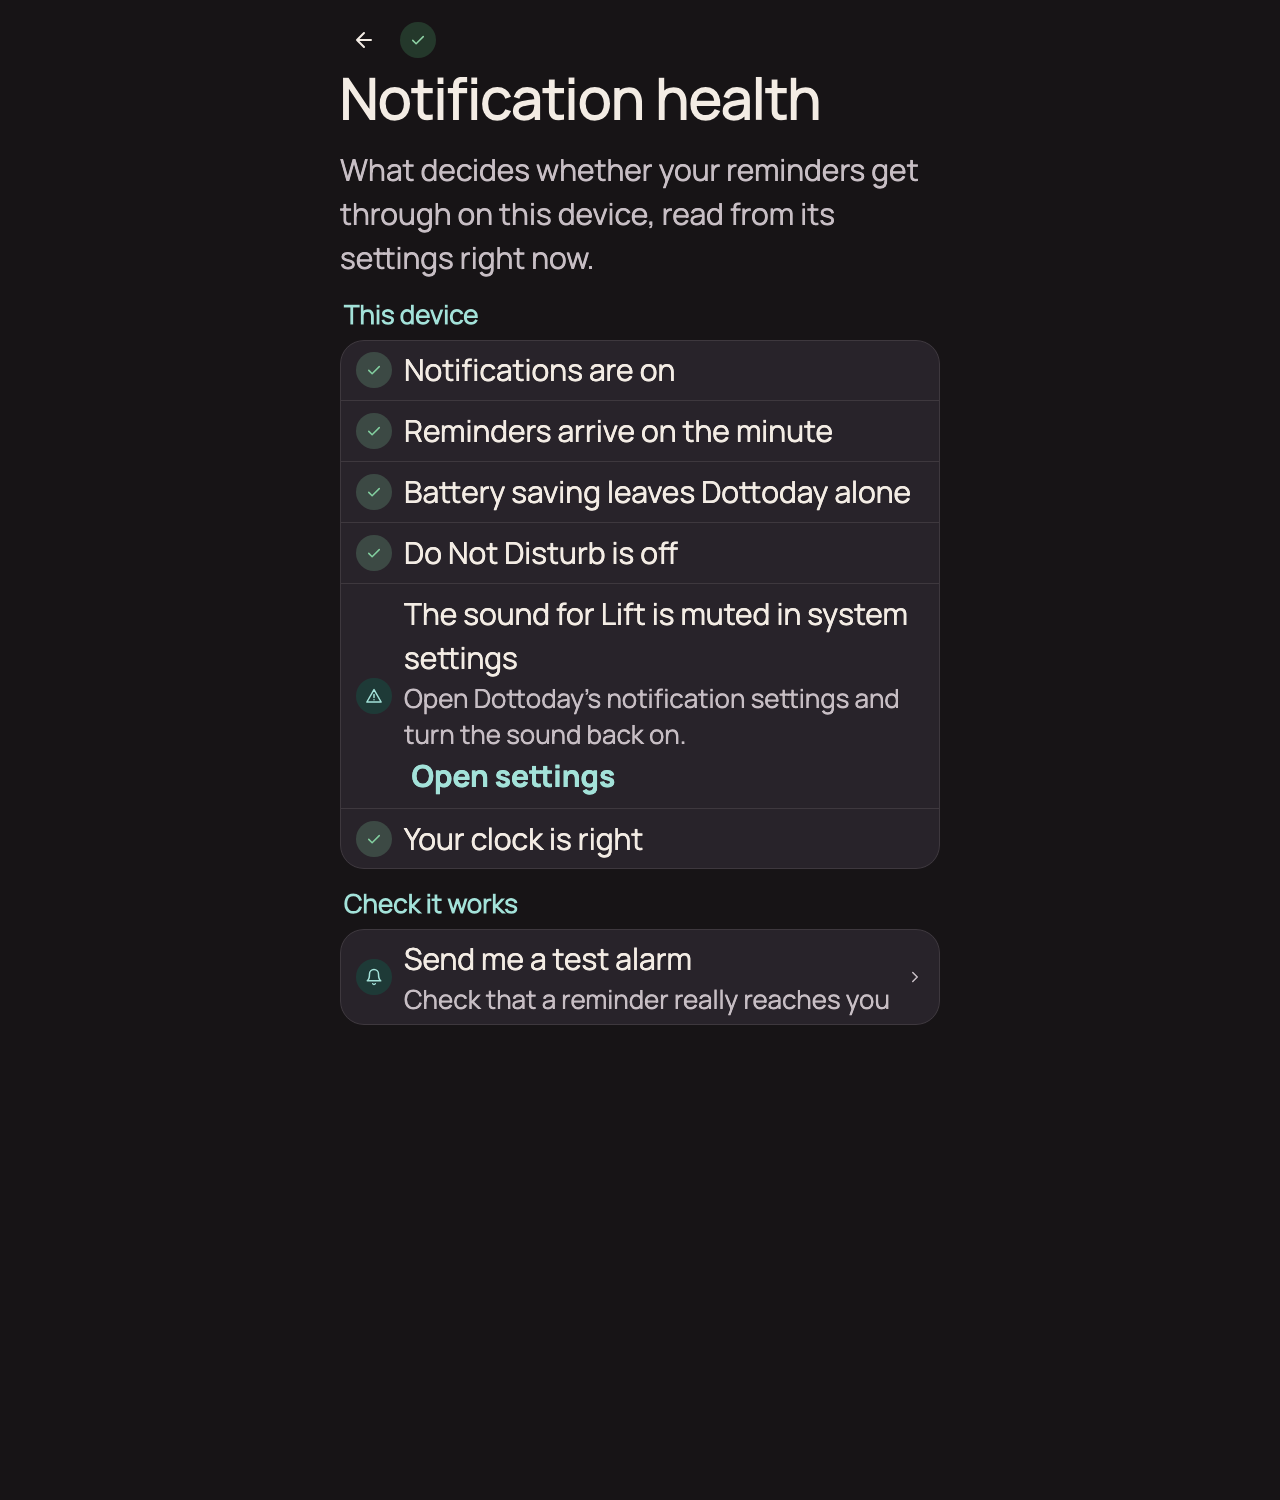 Notification health
What decides whether your reminders get
through on this device, read from its
settings right now.
This device
Notifications are on
Reminders arrive on the minute
Battery saving leaves Dottoday alone
Do Not Disturb is off
The sound for Lift is muted in system
settings
Open Dottoday’s notification settings and
turn the sound back on.
Open settings
Your clock is right
Check it works
Send me a test alarm
Check that a reminder really reaches you